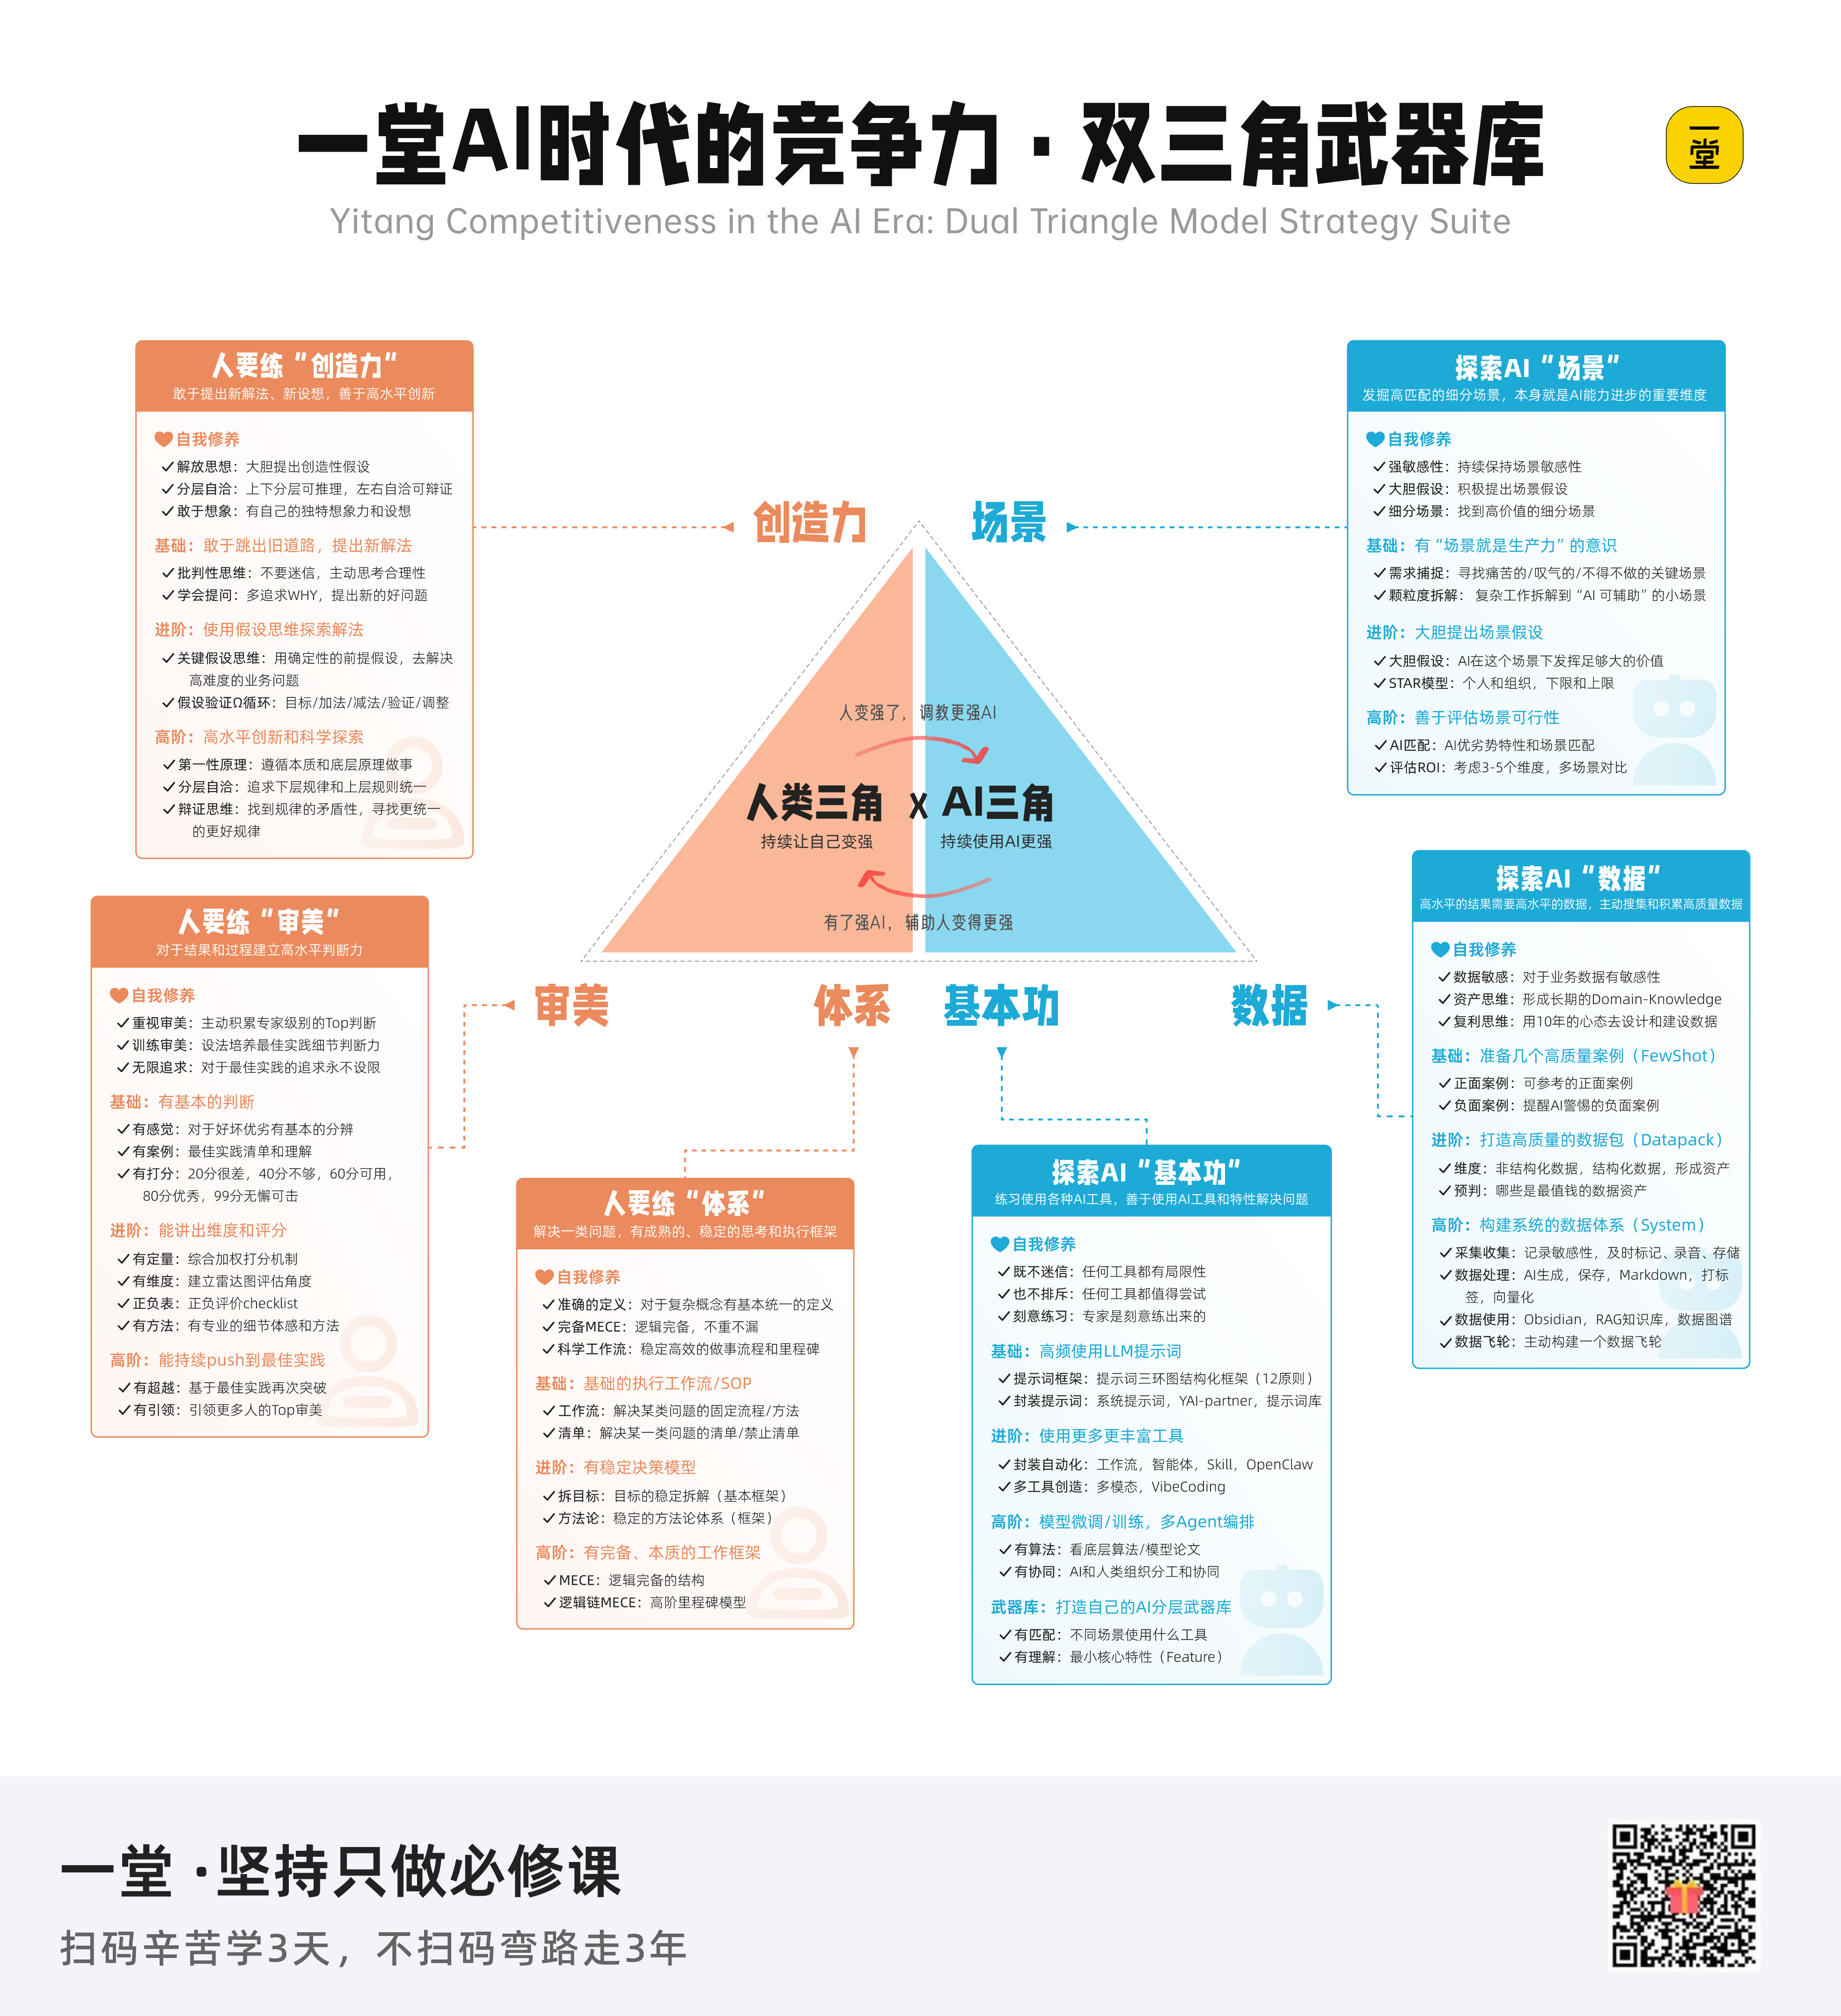 一堂AI时代的竞争力 · 双三角武器库
一堂
Yitang Competitiveness in the AI Era: Dual Triangle Model Strategy Suite
人要练“创造力”
敢于提出新解法、新设想，善于高水平创新
自我修养
解放思想：大胆提出创造性假设
分层自洽：上下分层可推理，左右自洽可辩证
敢于想象：有自己的独特想象力和设想
基础：敢于跳出旧道路，提出新解法
批判性思维：不要迷信，主动思考合理性
学会提问：多追求WHY，提出新的好问题
进阶：使用假设思维探索解法
关键假设思维：用确定性的前提假设，去解决
高难度的业务问题
假设验证Ω循环：目标/加法/减法/验证/调整
高阶：高水平创新和科学探索
第一性原理：遵循本质和底层原理做事
分层自洽：追求下层规律和上层规则统一
辩证思维：找到规律的矛盾性，寻找更统一
的更好规律
探索AI“场景”
发掘高匹配的细分场景，本身就是AI能力进步的重要维度
自我修养
强敏感性：持续保持场景敏感性
大胆假设：积极提出场景假设
细分场景：找到高价值的细分场景
基础：有“场景就是生产力”的意识
需求捕捉：寻找痛苦的/叹气的/不得不做的关键场景
颗粒度拆解：复杂工作拆解到“AI 可辅助”的小场景
进阶：大胆提出场景假设
大胆假设：AI在这个场景下发挥足够大的价值
STAR模型：个人和组织，下限和上限
高阶：善于评估场景可行性
AI匹配：AI优劣势特性和场景匹配
评估ROI：考虑3-5个维度，多场景对比
创造力
场景
人变强了，调教更强AI
人类三角 x AI三角
持续让自己变强
持续使用AI更强
有了强AI，辅助人变得更强
审美
体系
基本功
数据
人要练“审美”
对于结果和过程建立高水平判断力
自我修养
重视审美：主动积累专家级别的Top判断
训练审美：设法培养最佳实践细节判断力
无限追求：对于最佳实践的追求永不设限
基础：有基本的判断
有感觉：对于好坏优劣有基本的分辨
有案例：最佳实践清单和理解
有打分：20分很差，40分不够，60分可用，
80分优秀，99分无懈可击
进阶：能讲出维度和评分
有定量：综合加权打分机制
有维度：建立雷达图评估角度
正负表：正负评价checklist
有方法：有专业的细节体感和方法
高阶：能持续push到最佳实践
有超越：基于最佳实践再次突破
有引领：引领更多人的Top审美
人要练“体系”
解决一类问题，有成熟的、稳定的思考和执行框架
自我修养
准确的定义：对于复杂概念有基本统一的定义
完备MECE：逻辑完备，不重不漏
科学工作流：稳定高效的做事流程和里程碑
基础：基础的执行工作流/SOP
工作流：解决某类问题的固定流程/方法
清单：解决某一类问题的清单/禁止清单
进阶：有稳定决策模型
拆目标：目标的稳定拆解（基本框架）
方法论：稳定的方法论体系（框架）
高阶：有完备、本质的工作框架
MECE：逻辑完备的结构
逻辑链MECE：高阶里程碑模型
探索AI“基本功”
练习使用各种AI工具，善于使用AI工具和特性解决问题
自我修养
既不迷信：任何工具都有局限性
也不排斥：任何工具都值得尝试
刻意练习：专家是刻意练出来的
基础：高频使用LLM提示词
提示词框架：提示词三环图结构化框架（12原则）
封装提示词：系统提示词，YAI-partner，提示词库
进阶：使用更多更丰富工具
封装自动化：工作流，智能体，Skill，OpenClaw
多工具创造：多模态，VibeCoding
高阶：模型微调/训练，多Agent编排
有算法：看底层算法/模型论文
有协同：AI和人类组织分工和协同
武器库：打造自己的AI分层武器库
有匹配：不同场景使用什么工具
有理解：最小核心特性（Feature）
探索AI“数据”
高水平的结果需要高水平的数据，主动搜集和积累高质量数据
自我修养
数据敏感：对于业务数据有敏感性
资产思维：形成长期的Domain-Knowledge
复利思维：用10年的心态去设计和建设数据
基础：准备几个高质量案例（FewShot）
正面案例：可参考的正面案例
负面案例：提醒AI警惕的负面案例
进阶：打造高质量的数据包（Datapack）
维度：非结构化数据，结构化数据，形成资产
预判：哪些是最值钱的数据资产
高阶：构建系统的数据体系（System）
采集收集：记录敏感性，及时标记、录音、存储
数据处理：AI生成，保存，Markdown，打标
签，向量化
数据使用：Obsidian，RAG知识库，数据图谱
数据飞轮：主动构建一个数据飞轮
一堂 ·坚持只做必修课
扫码辛苦学3天，不扫码弯路走3年